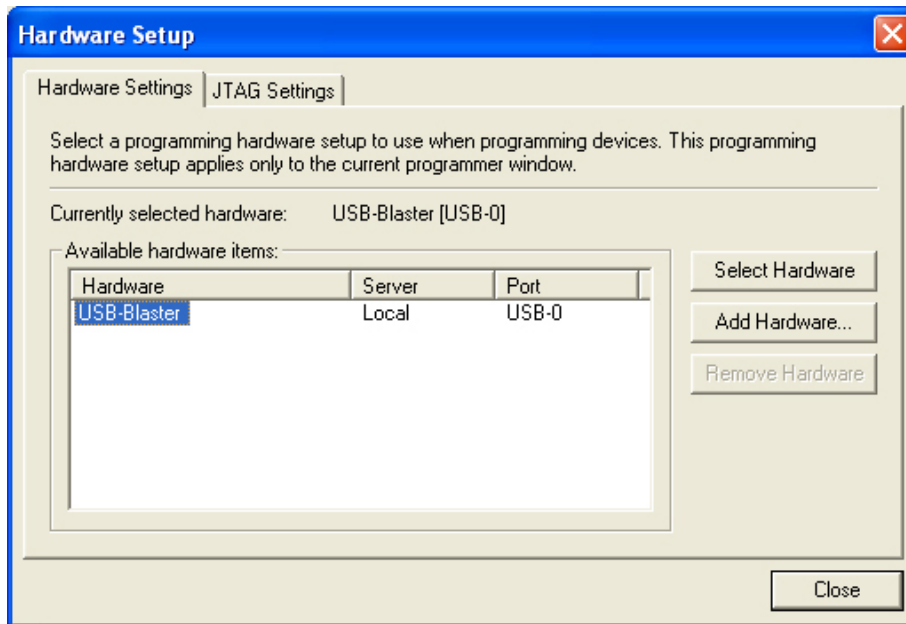 Hardware Setup
Hardware Settings
JTAG Settings
Select a programming hardware setup to use when programming devices. This programming
hardware setup applies only to the current programmer window.
Currently selected hardware: USB-Blaster [USB-0]
Available hardware items:
Hardware Server Port
USB-Blaster Local USB-0
Select Hardware
Add Hardware...
Remove Hardware
Close